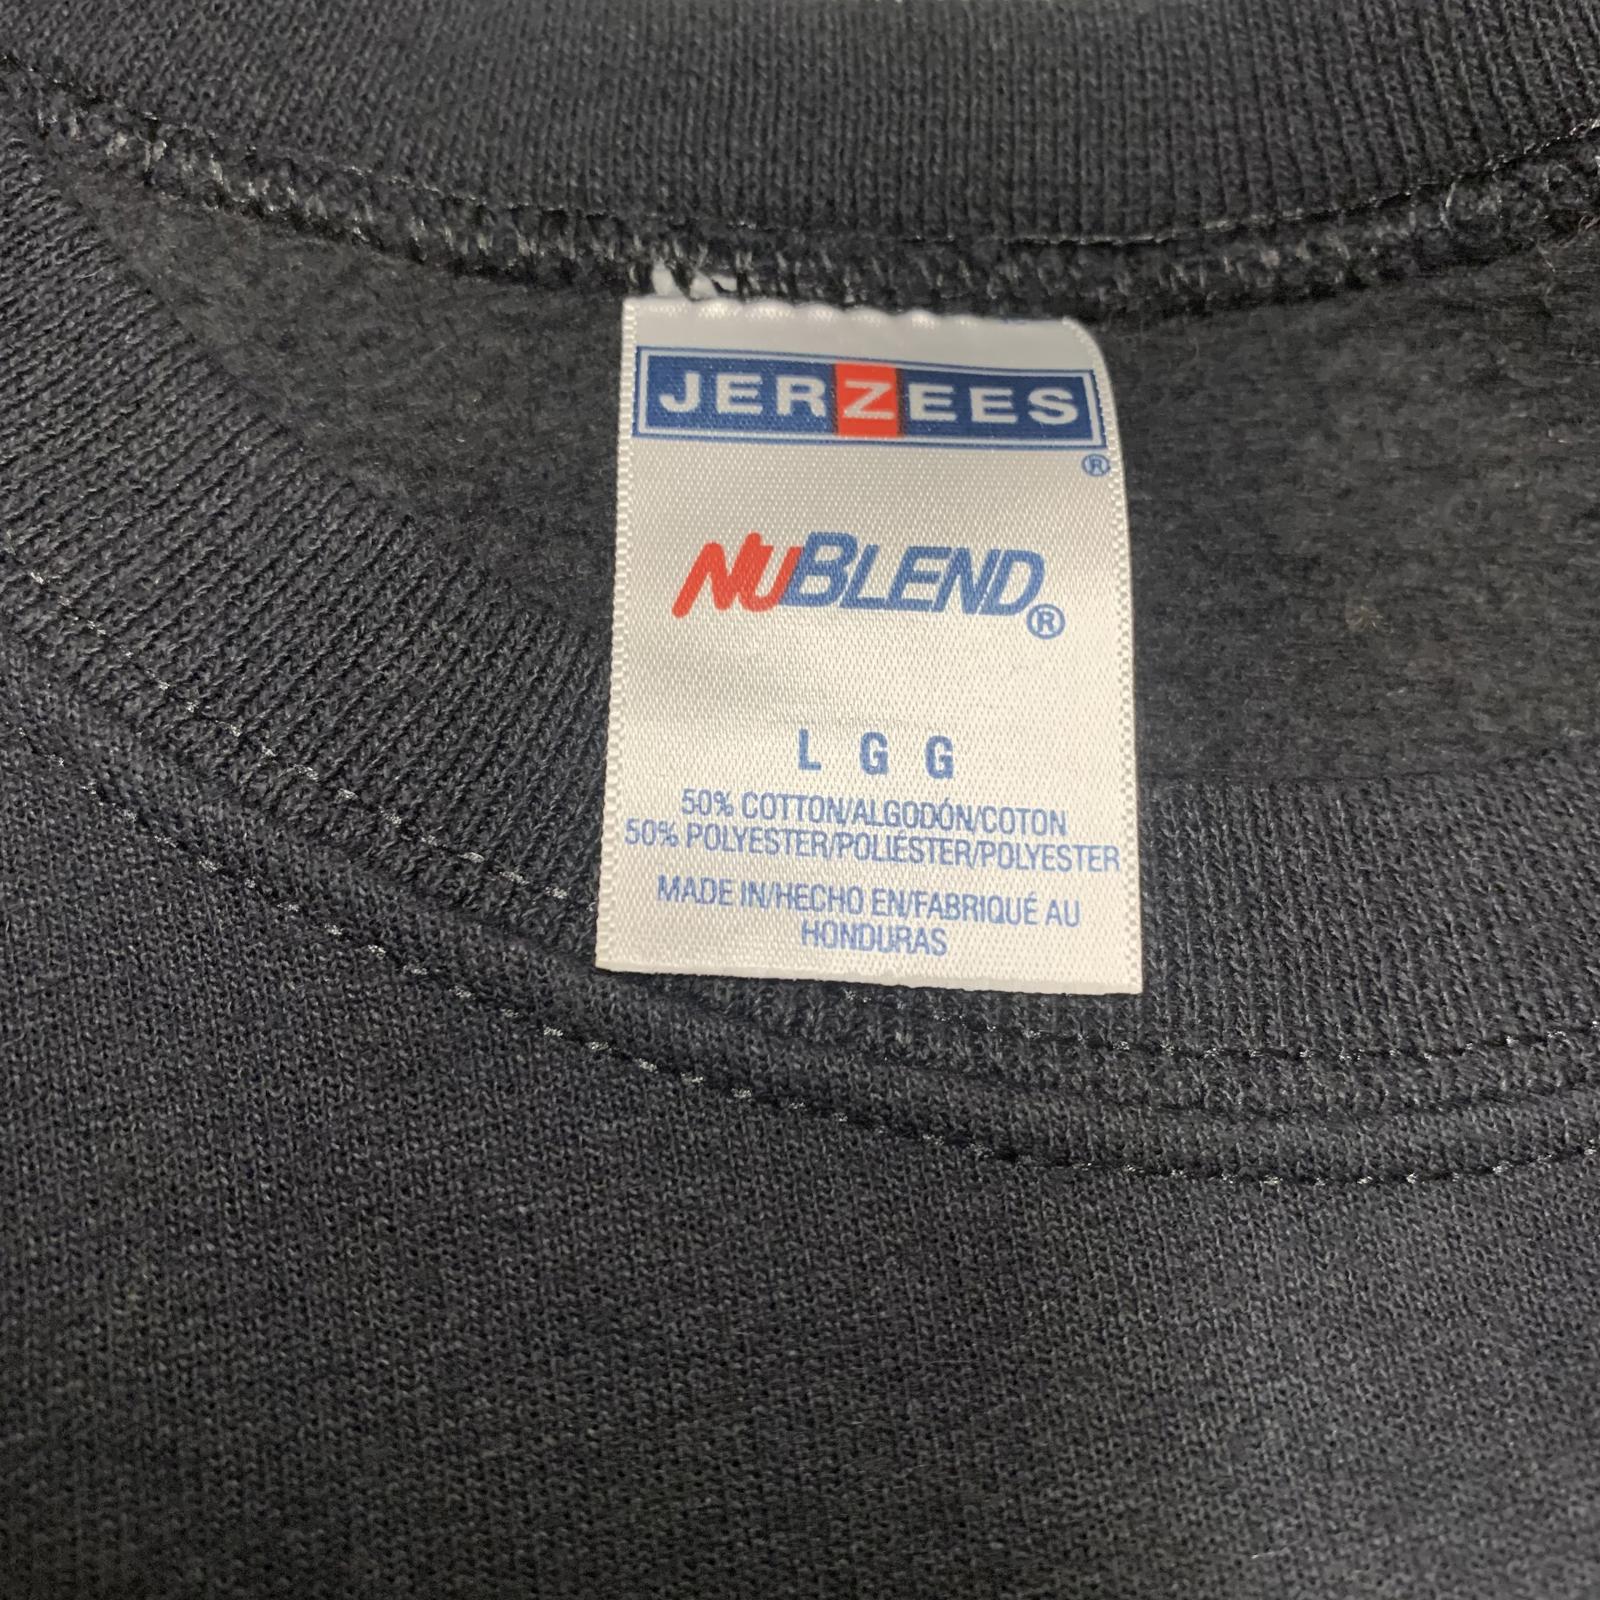 JERZEES
®
NUBLEND®
L G G
50% COTTON/ALGODÓN/COTON
50% POLYESTER/POLIÉSTER/POLYESTER
MADE IN/HECHO EN/FABRIQUÉ AU
HONDURAS